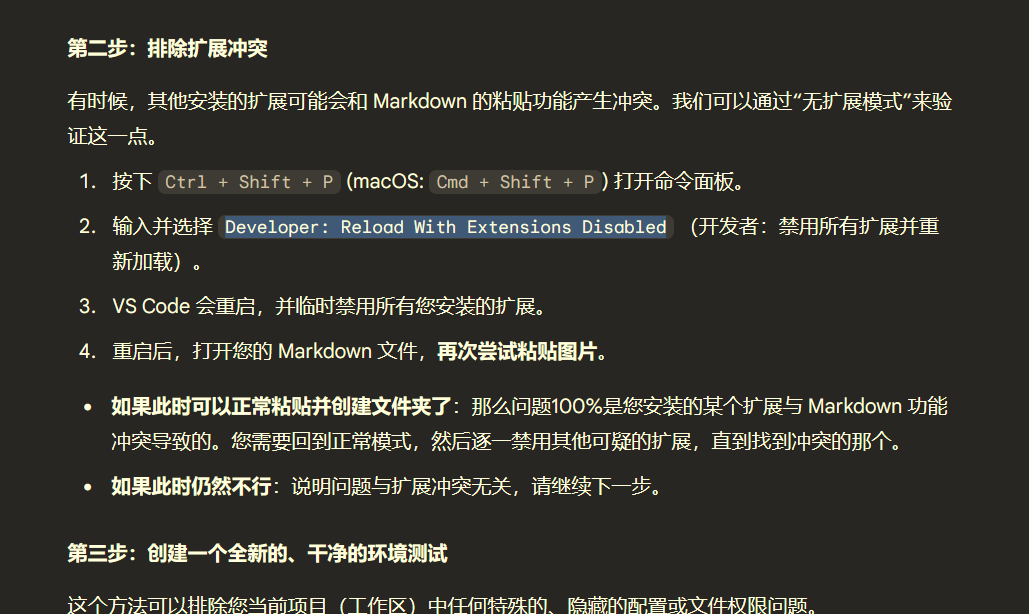 第二步：排除扩展冲突
有时候，其他安装的扩展可能会和 Markdown 的粘贴功能产生冲突。我们可以通过“无扩展模式”来验
证这一点。
1. 按下 Ctrl + Shift + P (macOS: Cmd + Shift + P) 打开命令面板。
2. 输入并选择 Developer: Reload With Extensions Disabled （开发者：禁用所有扩展并重
新加载）。
3. VS Code 会重启，并临时禁用所有您安装的扩展。
4. 重启后，打开您的 Markdown 文件，再次尝试粘贴图片。
• 如果此时可以正常粘贴并创建文件夹了：那么问题100%是您安装的某个扩展与 Markdown 功能
冲突导致的。您需要回到正常模式，然后逐一禁用其他可疑的扩展，直到找到冲突的那个。
• 如果此时仍然不行：说明问题与扩展冲突无关，请继续下一步。
第三步：创建一个全新的、干净的环境测试
这个方法可以排除您当前项目（工作区）中任何特殊的、隐藏的配置或文件权限问题。